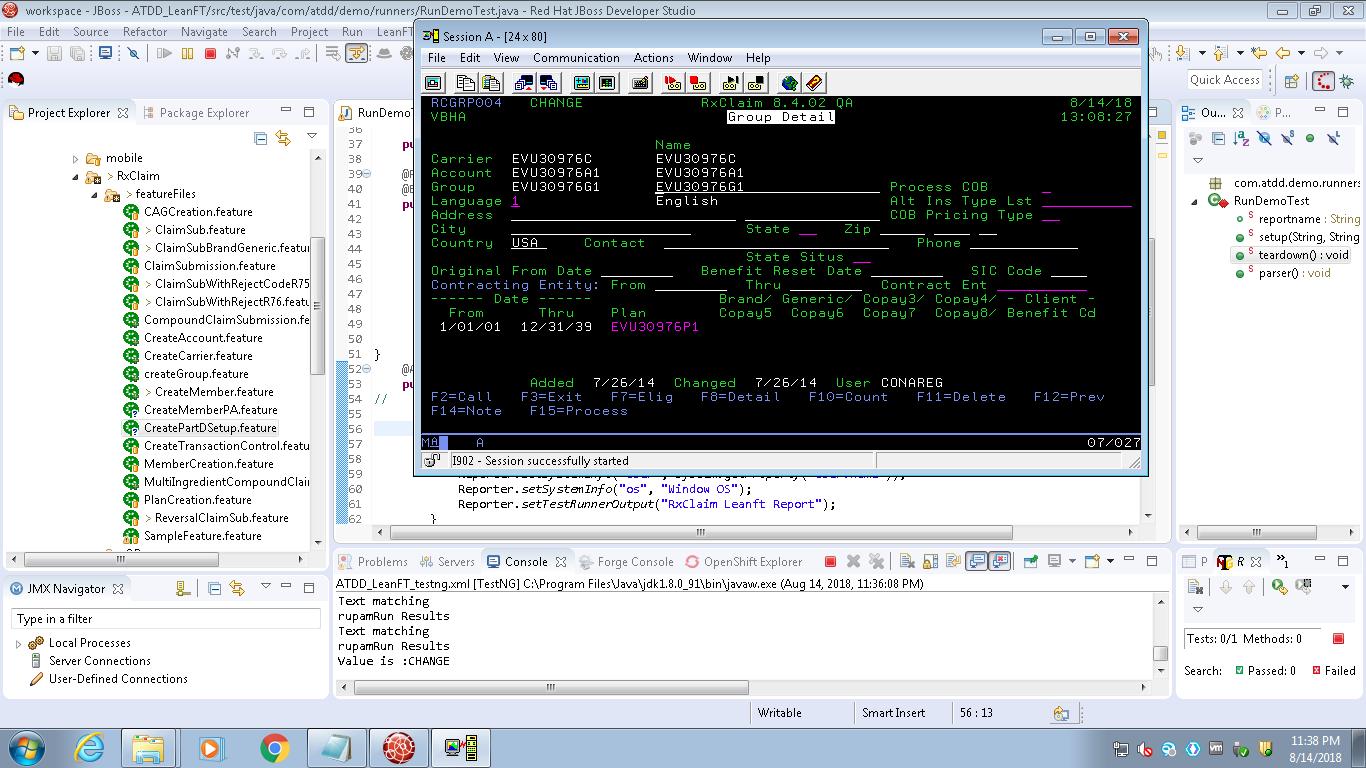 workspace - JBoss - ATDD_LeanFT/src/test/java/com/atdd/demo/runners/RunDemoTest.java - Red Hat JBoss Developer Studio
File Edit Source Refactor Navigate Search Project Run LeanFT
Quick Access
Session A - [24 x 80]
File Edit View Communication Actions Window Help
RCGRP004 CHANGE RxClaim 8.4.02 QA 8/14/18
VBHA Group Detail 13:08:27
Name
Carrier EVU30976C EVU30976C
Account EVU30976A1 EVU30976A1
Group EVU30976G1 EVU30976G1 Process COB _
Language 1 English Alt Ins Type Lst
Address COB Pricing Type
City State Zip
Country USA Contact Phone
State Situs
Original From Date Benefit Reset Date SIC Code
Contracting Entity: From Thru Contract Ent
------ Date ------ Brand/ Generic/ Copay3/ Copay4/ - Client -
From Thru Plan Copay5 Copay6 Copay7 Copay8/ Benefit Cd
1/01/01 12/31/39 EVU30976P1
Added 7/26/14 Changed 7/26/14 User CONAREG
F2=Call F3=Exit F7=Elig F8=Detail F10=Count F11=Delete F12=Prev
F14=Note F15=Process
MA A 07/027
I902 - Session successfully started
Project Explorer Package Explorer
mobile
> RxClaim
> featureFiles
CAGCreation.feature
> ClaimSub.feature
> ClaimSubBrandGeneric.featur
ClaimSubmission.feature
> ClaimSubWithRejectCodeR75
> ClaimSubWithRejectR76.featu
CompoundClaimSubmission.fe
CreateAccount.feature
CreateCarrier.feature
createGroup.feature
> CreateMember.feature
CreateMemberPA.feature
CreatePartDSetup.feature
CreateTransactionControl.featu
MemberCreation.feature
MultiIngredientCompoundClai
PlanCreation.feature
> ReversalClaimSub.feature
SampleFeature.feature
RunDemoT
36
37 pu
38
39 @B
40
41 pu
42
43
44
45
46
47
48
49
50
51 }
52 @A
53 pu
54 //
55
56
57
58
59
60 Reporter.setSystemInfo("os", "Window OS");
61 Reporter.setTestRunnerOutput("RxClaim Leanft Report");
62 }
Ou... P...
com.atdd.demo.runners
RunDemoTest
reportname : String
setup(String, String
teardown() : void
parser() : void
JMX Navigator
Type in a filter
Local Processes
Server Connections
User-Defined Connections
Problems Servers Console Forge Console OpenShift Explorer
ATDD_LeanFT_testng.xml [TestNG] C:\Program Files\Java\jdk1.8.0_91\bin\javaw.exe (Aug 14, 2018, 11:36:08 PM)
Text matching
rupamRun Results
Text matching
rupamRun Results
Value is :CHANGE
P R »1
Tests: 0/1 Methods: 0
Search: Passed: 0 Failed
Writable Smart Insert 56 : 13
11:38 PM
8/14/2018